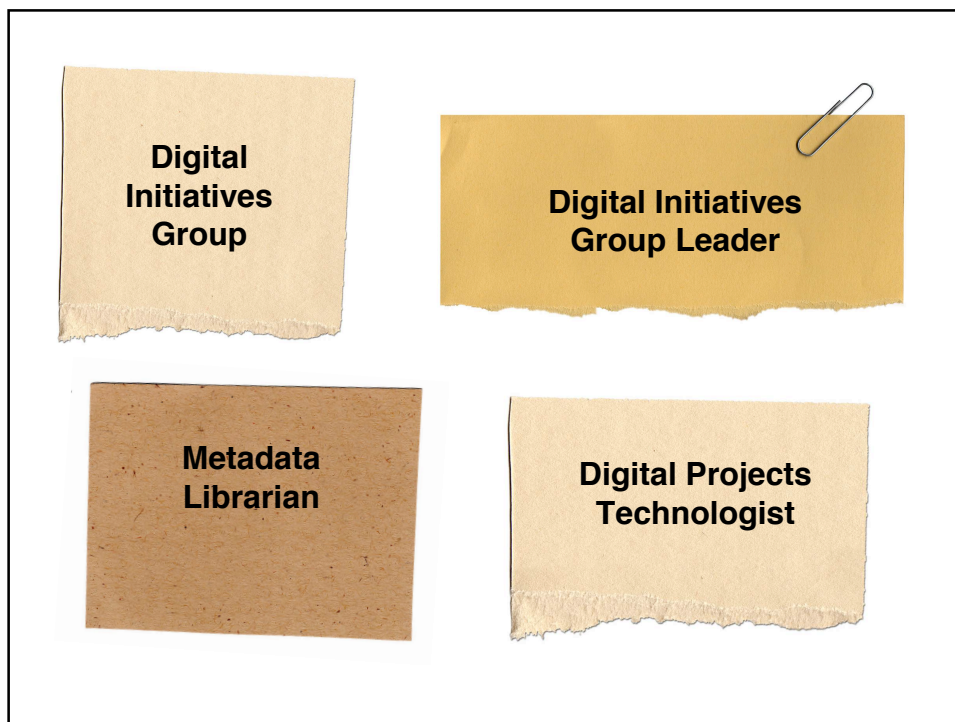 Digital
Initiatives
Group
Digital Initiatives
Group Leader
Metadata
Librarian
Digital Projects
Technologist